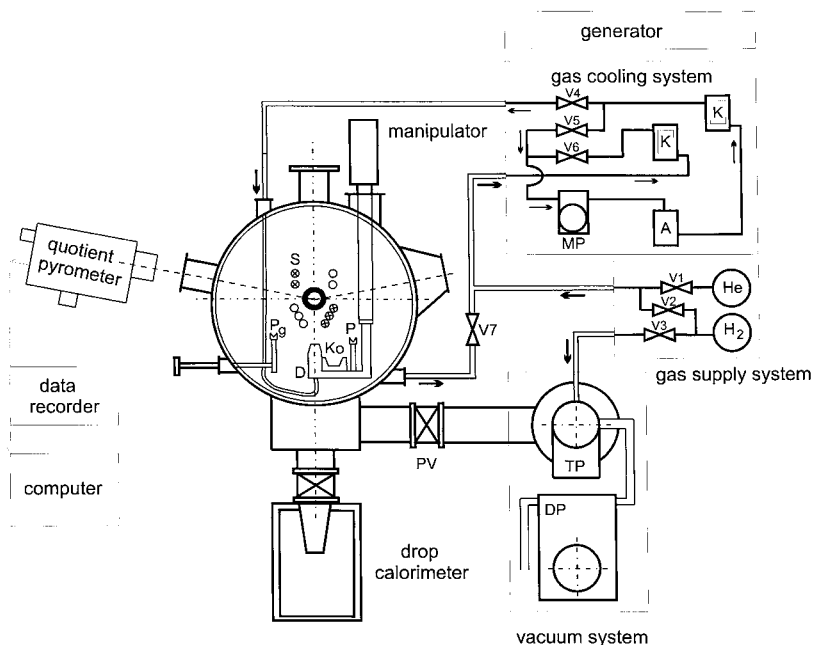 generator
gas cooling system
V4
K
V5
manipulator
V6
K
MP
A
quotient
pyrometer
S
V1
He
V2
V3
H2
Pg
P
Ko
V7
D
gas supply system
data
recorder
PV
TP
computer
DP
drop
calorimeter
vacuum system